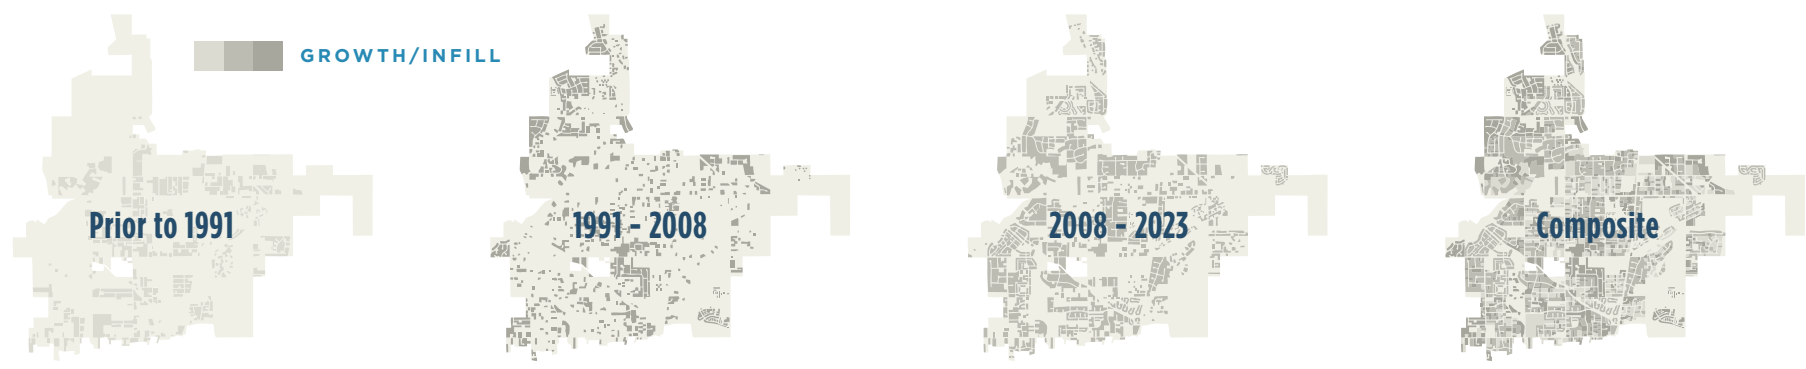 GROWTH/INFILL
Prior to 1991
1991 - 2008
2008 - 2023
Composite